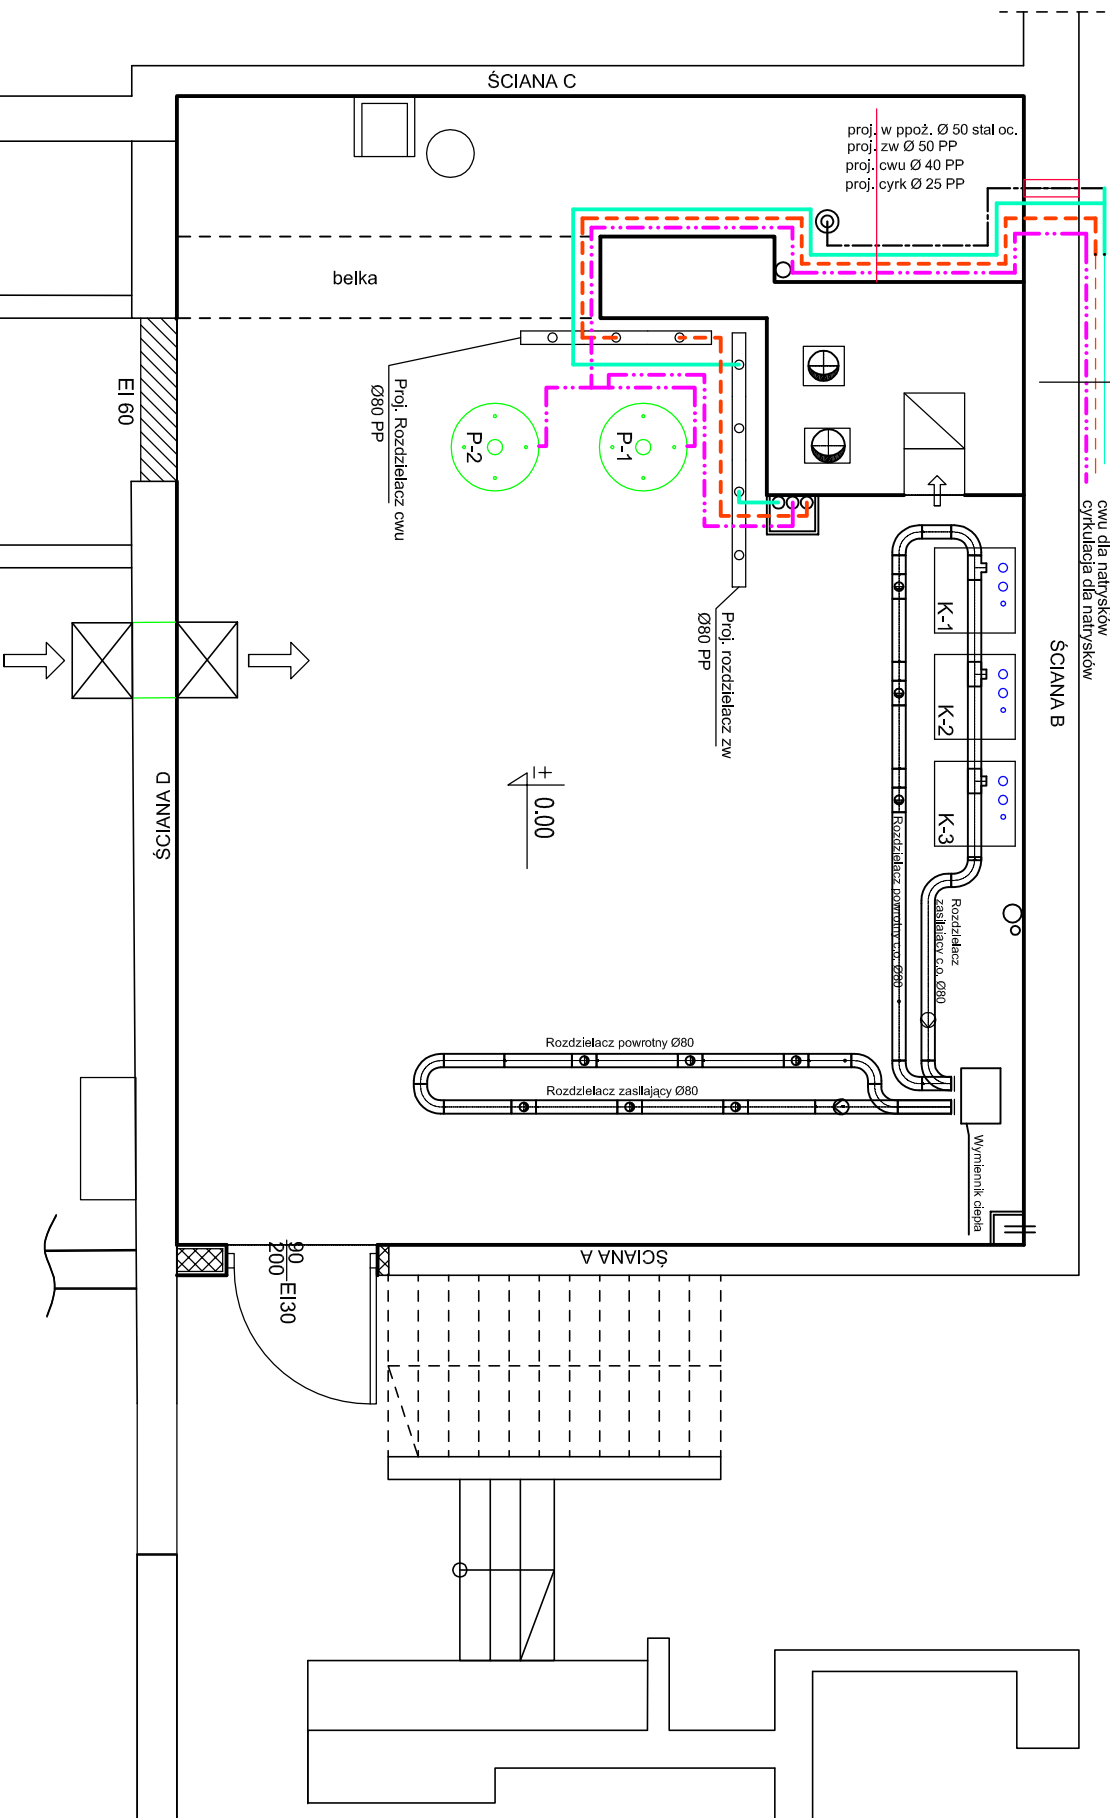 ŚCIANA C
proj. w ppoż. Ø 50 stal oc.
proj. zw Ø 50 PP
proj. cwu Ø 40 PP
proj. cyrk Ø 25 PP
belka
EI 60
Proj. Rozdzielacz cwu
Ø80 PP
P-2
P-1
cwu dla natrysków
cyrkulacja dla natrysków
K-1
K-2
K-3
ŚCIANA B
Proj. rozdzielacz zw
Ø80 PP
± 0.00
ŚCIANA D
Rozdzielacz powrotny c.o. Ø80
Rozdzielacz
zasilający c.o. Ø80
Rozdzielacz powrotny Ø80
Rozdzielacz zasilający Ø80
Wymiennik ciepła
ŚCIANA A
90
200
EI30